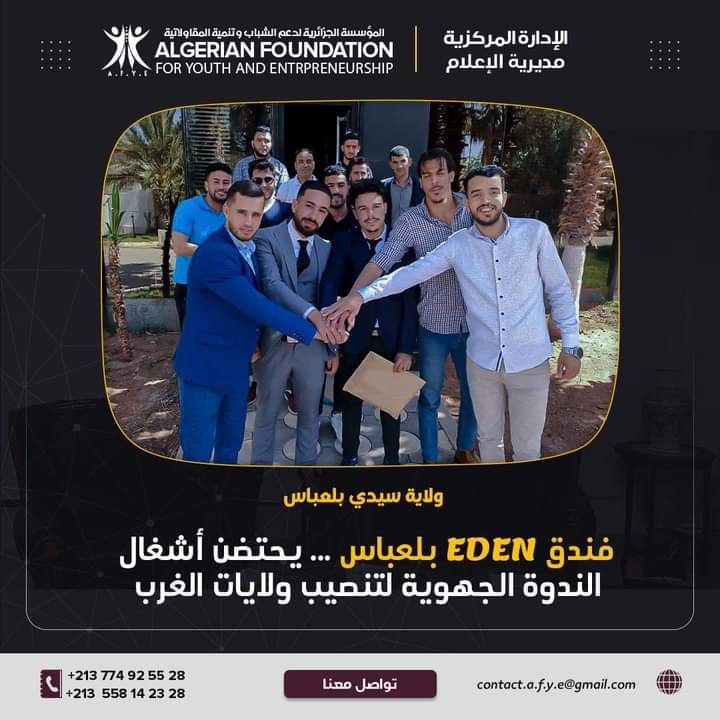 المؤسسة الجزائرية لدعم الشباب وتنمية المقاولاتية
ALGERIAN FOUNDATION
FOR YOUTH AND ENTRPRENEURSHIP
A.F.Y.E
الإدارة المركزية
مديرية الإعلام
ولاية سيدي بلعباس
فندق EDEN بلعباس ... يحتضن أشغال
الندوة الجهوية لتنصيب ولايات الغرب
+213 774 92 55 28
+213 558 14 23 28
تواصل معنا
contact.a.f.y.e@gmail.com